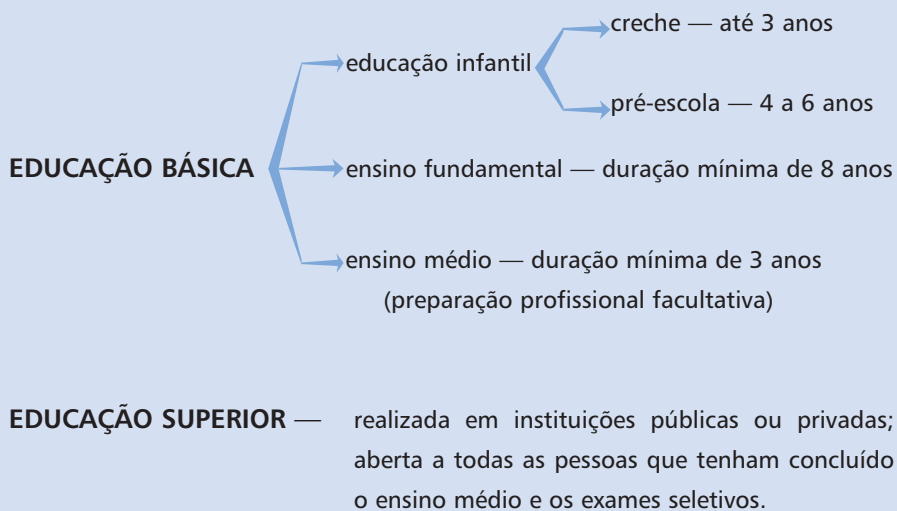 creche — até 3 anos
educação infantil
pré-escola — 4 a 6 anos
EDUCAÇÃO BÁSICA
ensino fundamental — duração mínima de 8 anos
ensino médio — duração mínima de 3 anos
(preparação profissional facultativa)
EDUCAÇÃO SUPERIOR — realizada em instituições públicas ou privadas;
aberta a todas as pessoas que tenham concluído
o ensino médio e os exames seletivos.